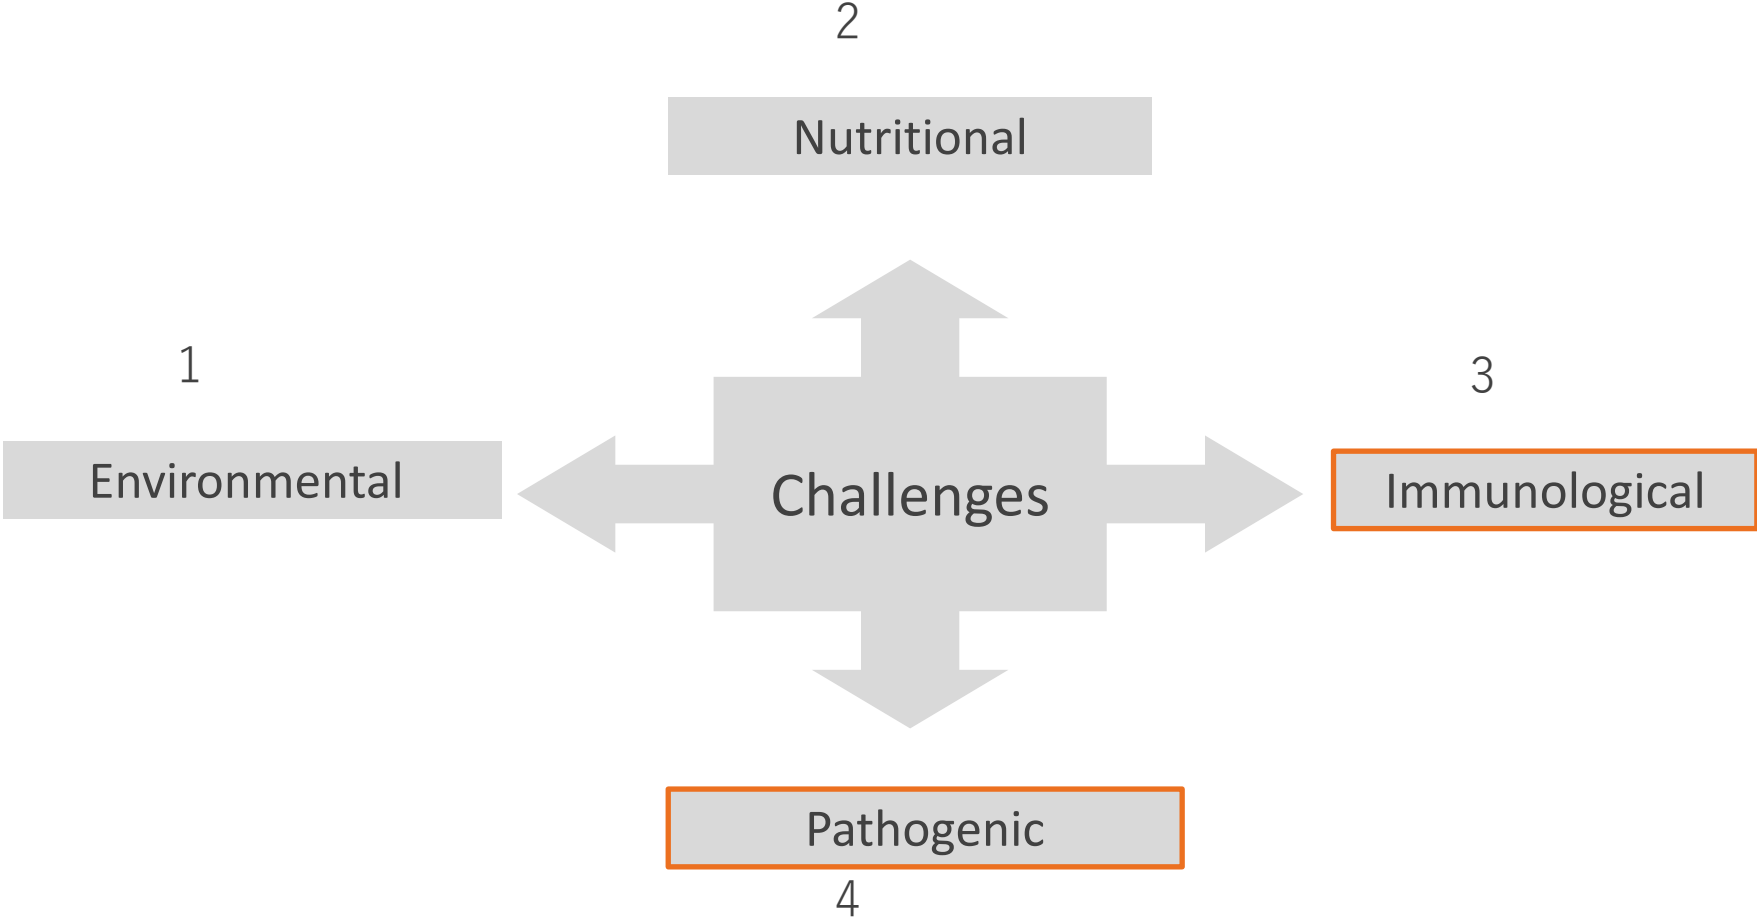 2
Nutritional
1
3
Environmental
Challenges
Immunological
Pathogenic
4